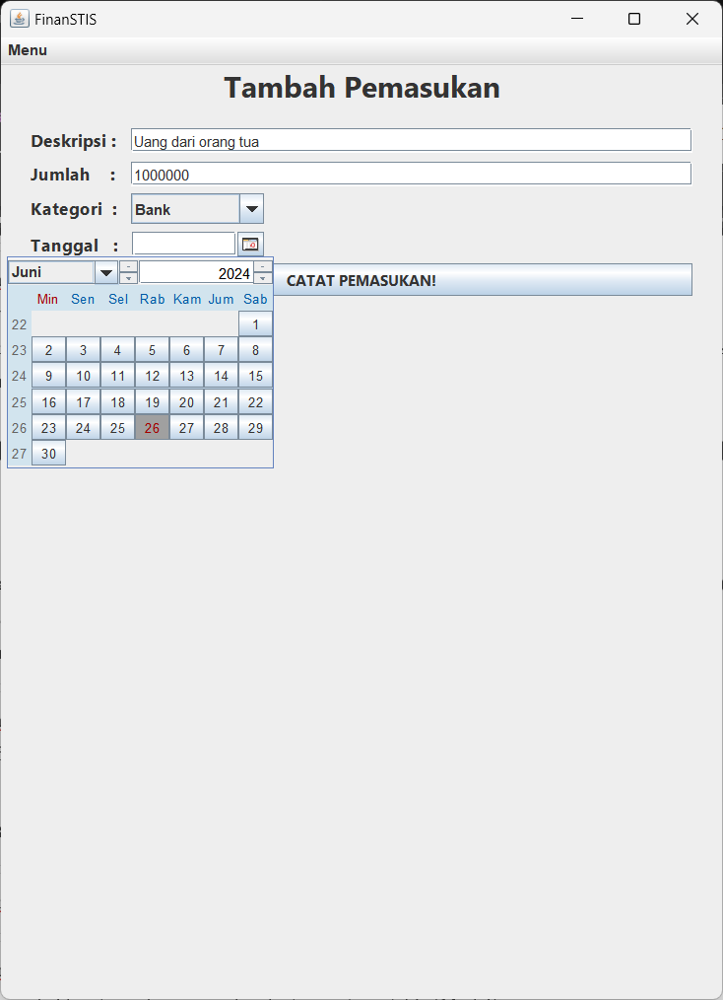 FinanSTIS
Menu
Tambah Pemasukan
Deskripsi : Uang dari orang tua
Jumlah : 1000000
Kategori : Bank
Tanggal :
Juni 2024
CATAT PEMASUKAN!
Min Sen Sel Rab Kam Jum Sab
22 1
23 2 3 4 5 6 7 8
24 9 10 11 12 13 14 15
25 16 17 18 19 20 21 22
26 23 24 25 26 27 28 29
27 30